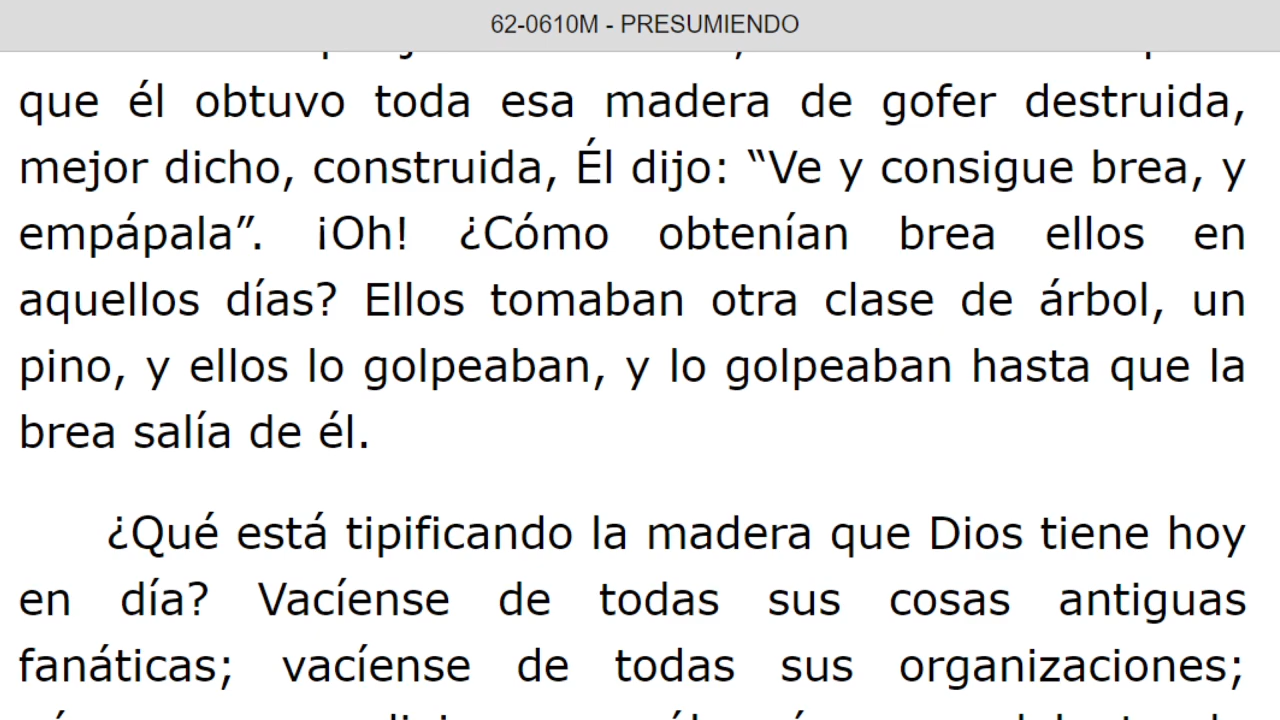 62-0610M - PRESUMIENDO
que él obtuvo toda esa madera de gofer destruida,
mejor dicho, construida, Él dijo: “Ve y consigue brea, y
empápala”. ¡Oh! ¿Cómo obtenían brea ellos en
aquellos días? Ellos tomaban otra clase de árbol, un
pino, y ellos lo golpeaban, y lo golpeaban hasta que la
brea salía de él.
¿Qué está tipificando la madera que Dios tiene hoy
en día? Vacíense de todas sus cosas antiguas
fanáticas; vacíense de todas sus organizaciones;